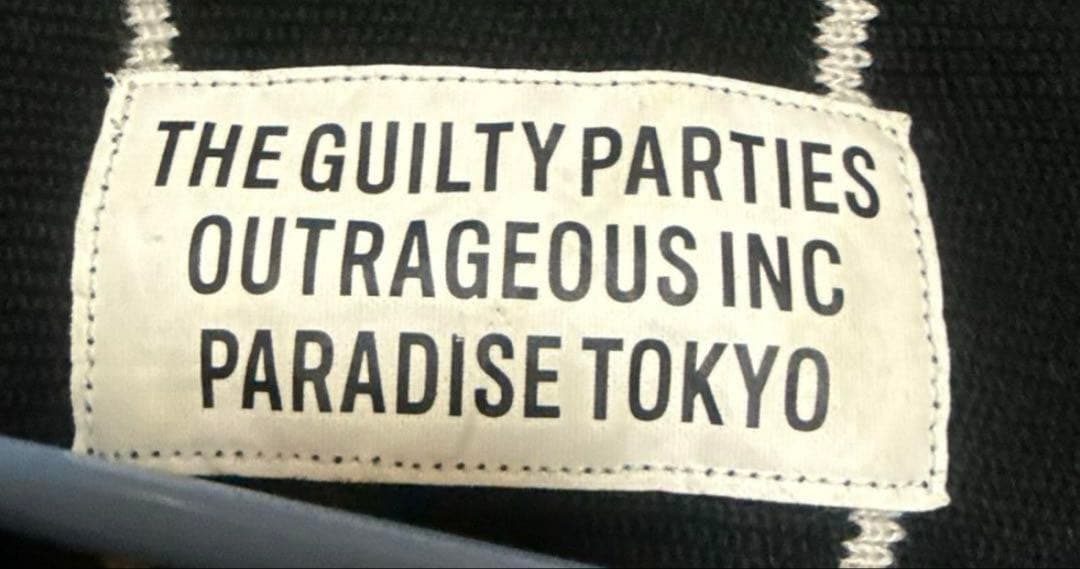 THE GUILTY PARTIES
OUTRAGEOUS INC
PARADISE TOKYO